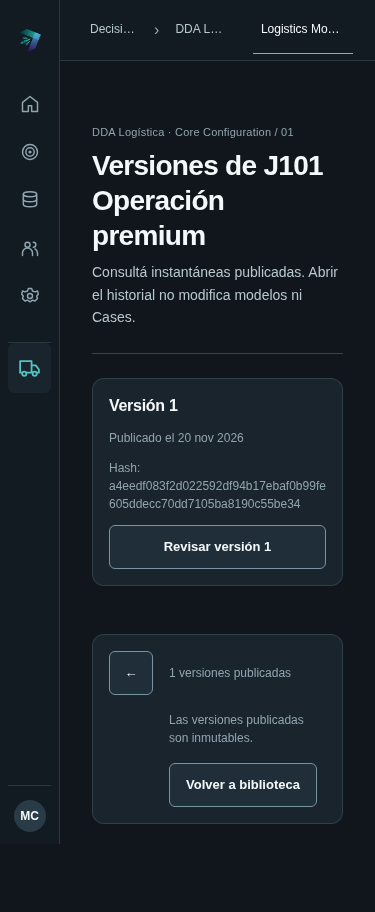 Decisi… › DDA L… Logistics Mo…
DDA Logística · Core Configuration / 01
Versiones de J101
Operación
premium
Consultá instantáneas publicadas. Abrir
el historial no modifica modelos ni
Cases.
Versión 1
Publicado el 20 nov 2026
Hash:
a4eedf083f2d022592df94b17ebaf0b99fe
605ddecc70dd7105ba8190c55be34
Revisar versión 1
← 1 versiones publicadas
Las versiones publicadas
son inmutables.
Volver a biblioteca
MC